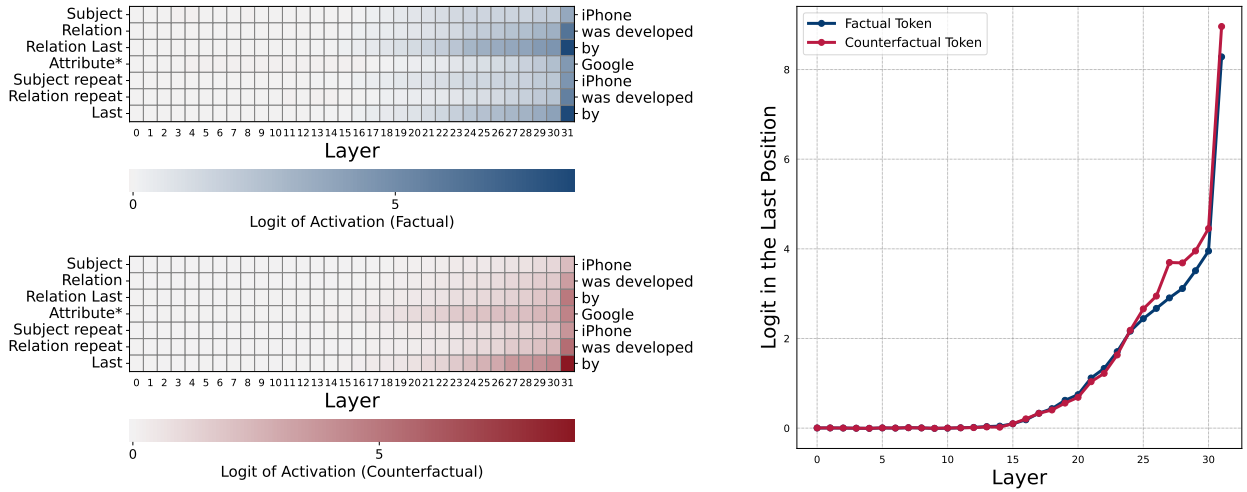 Subject
Relation
Relation Last
Attribute*
Subject repeat
Relation repeat
Last
iPhone
was developed
by
Google
iPhone
was developed
by
0 1 2 3 4 5 6 7 8 9 10 11 12 13 14 15 16 17 18 19 20 21 22 23 24 25 26 27 28 29 30 31
Layer
0 5
Logit of Activation (Factual)
Subject
Relation
Relation Last
Attribute*
Subject repeat
Relation repeat
Last
iPhone
was developed
by
Google
iPhone
was developed
by
0 1 2 3 4 5 6 7 8 9 10 11 12 13 14 15 16 17 18 19 20 21 22 23 24 25 26 27 28 29 30 31
Layer
0 5
Logit of Activation (Counterfactual)
Factual Token
Counterfactual Token
Logit in the Last Position
8
6
4
2
0
0 5 10 15 20 25 30
Layer